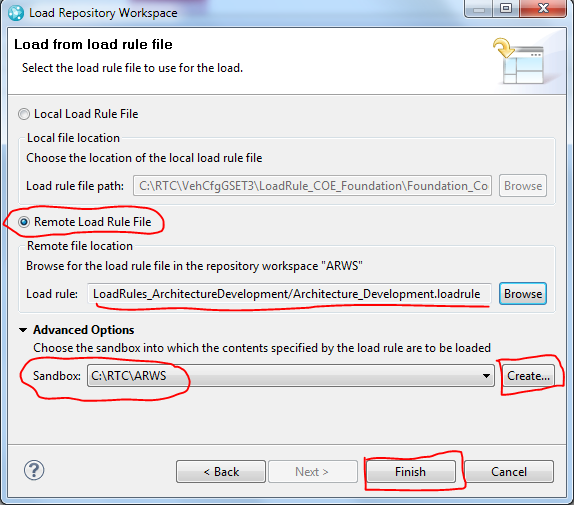 Load Repository Workspace
Load from load rule file
Select the load rule file to use for the load.
Local Load Rule File
Local file location
Choose the location of the local load rule file
Load rule file path: C:\RTC\VehCfgGSET3\LoadRule_COE_Foundation\Foundation_Co Browse
Remote Load Rule File
Remote file location
Browse for the load rule file in the repository workspace "ARWS"
Load rule: LoadRules_ArchitectureDevelopment/Architecture_Development.loadrule Browse
Advanced Options
Choose the sandbox into which the contents specified by the load rule are to be loaded
Sandbox: C:\RTC\ARWS Create...
? < Back Next > Finish Cancel